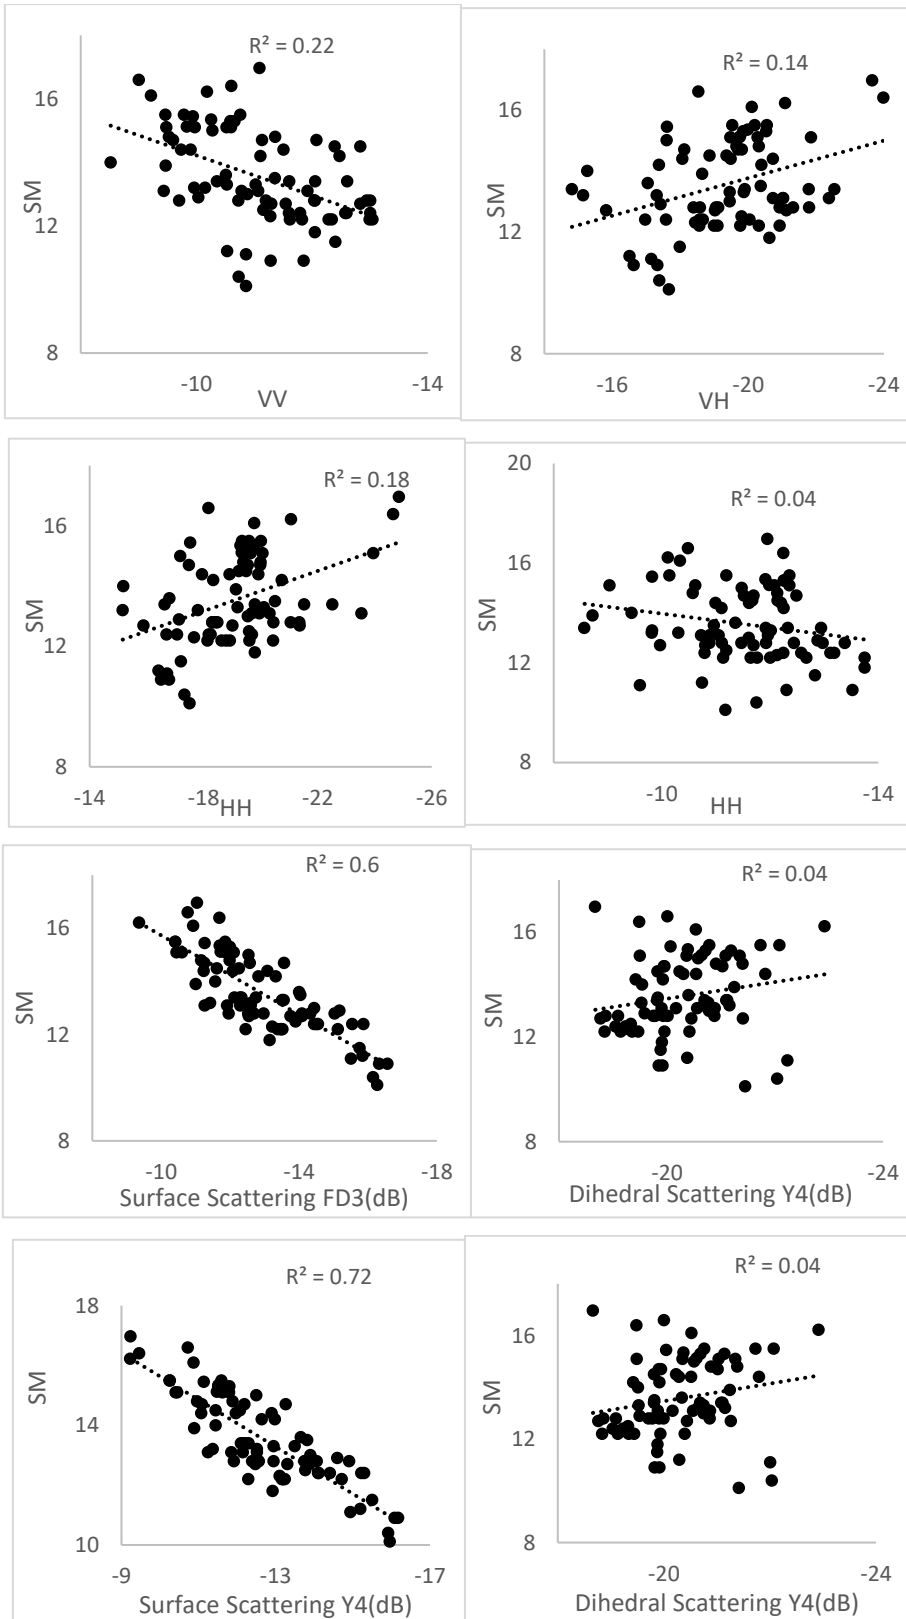 R² = 0.22
16
12
8
SM
-10
-14
VV
R² = 0.14
16
12
8
SM
-16
-20
-24
VH
R² = 0.18
16
12
8
SM
-14
-18
-22
-26
HH
R² = 0.04
20
16
12
8
SM
-10
-14
HH
R² = 0.6
16
12
8
SM
-10
-14
-18
Surface Scattering FD3(dB)
R² = 0.04
16
12
8
SM
-20
-24
Dihedral Scattering Y4(dB)
R² = 0.72
18
14
10
SM
-9
-13
-17
Surface Scattering Y4(dB)
R² = 0.04
16
12
8
SM
-20
-24
Dihedral Scattering Y4(dB)